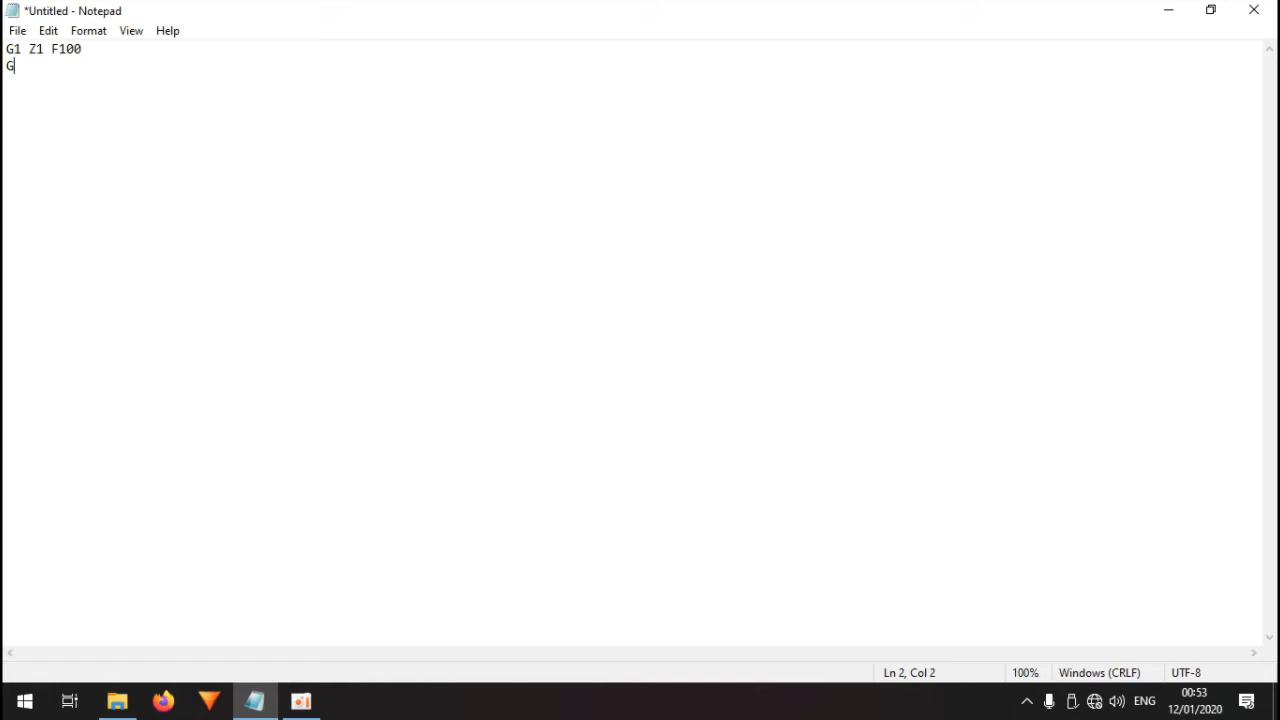 *Untitled - Notepad
File Edit Format View Help
G1 Z1 F100
G
Ln 2, Col 2 100% Windows (CRLF) UTF-8
ENG 00:53
12/01/2020